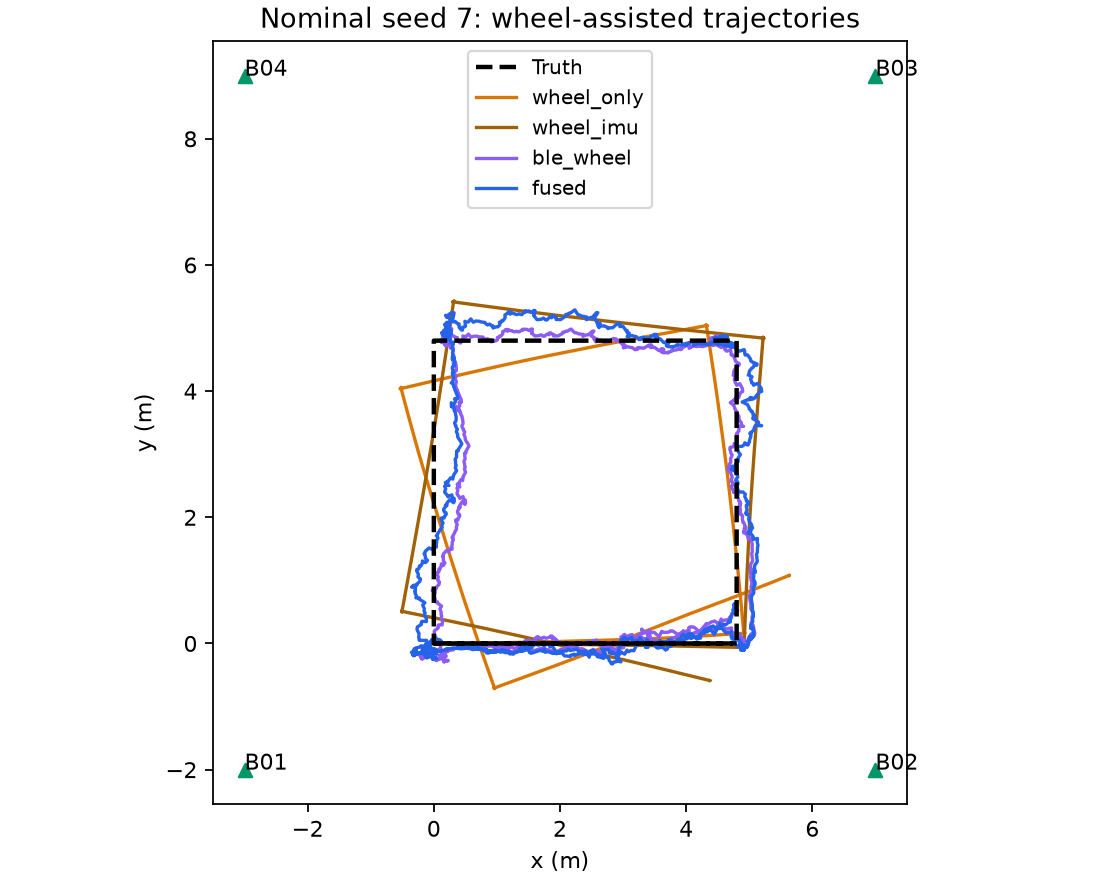 Nominal seed 7: wheel-assisted trajectories
B04
B03
Truth
wheel_only
wheel_imu
ble_wheel
fused
8
6
4
2
0
−2
y (m)
B01
B02
−2
0
2
4
6
x (m)